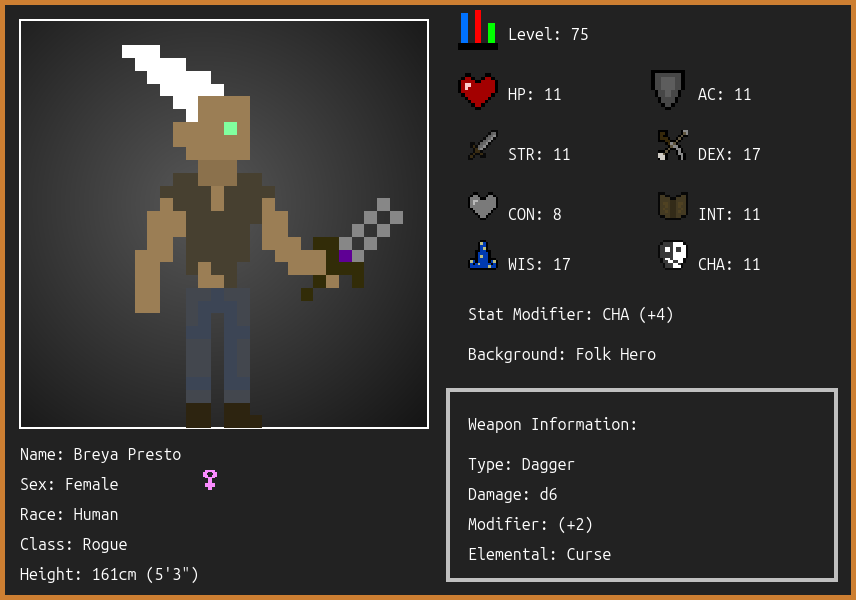 Level: 75
HP: 11
AC: 11
STR: 11
DEX: 17
CON: 8
INT: 11
WIS: 17
CHA: 11
Stat Modifier: CHA (+4)
Background: Folk Hero
Weapon Information:
Type: Dagger
Damage: d6
Modifier: (+2)
Elemental: Curse
Name: Breya Presto
Sex: Female
Race: Human
Class: Rogue
Height: 161cm (5'3")